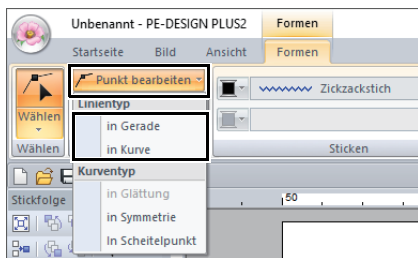 Unbenannt - PE-DESIGN PLUS2
Formen
Startseite Bild Ansicht Formen
Wählen
Punkt bearbeiten
Zickzackstich
Linientyp
in Gerade
in Kurve
Wählen
Sticken
Kurventyp
in Glättung
in Symmetrie
In Scheitelpunkt
Stickfolge
50